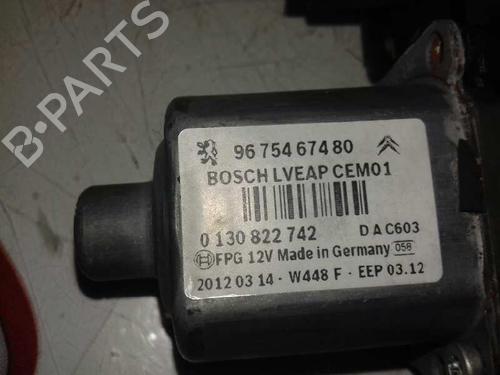 96 754 674 80
BOSCH LVEAP CEM01
0 130 822 742 D A C603
FPG 12V Made in Germany 058
2012 03 14 · W448 F · EEP 03.12
B-PARTS